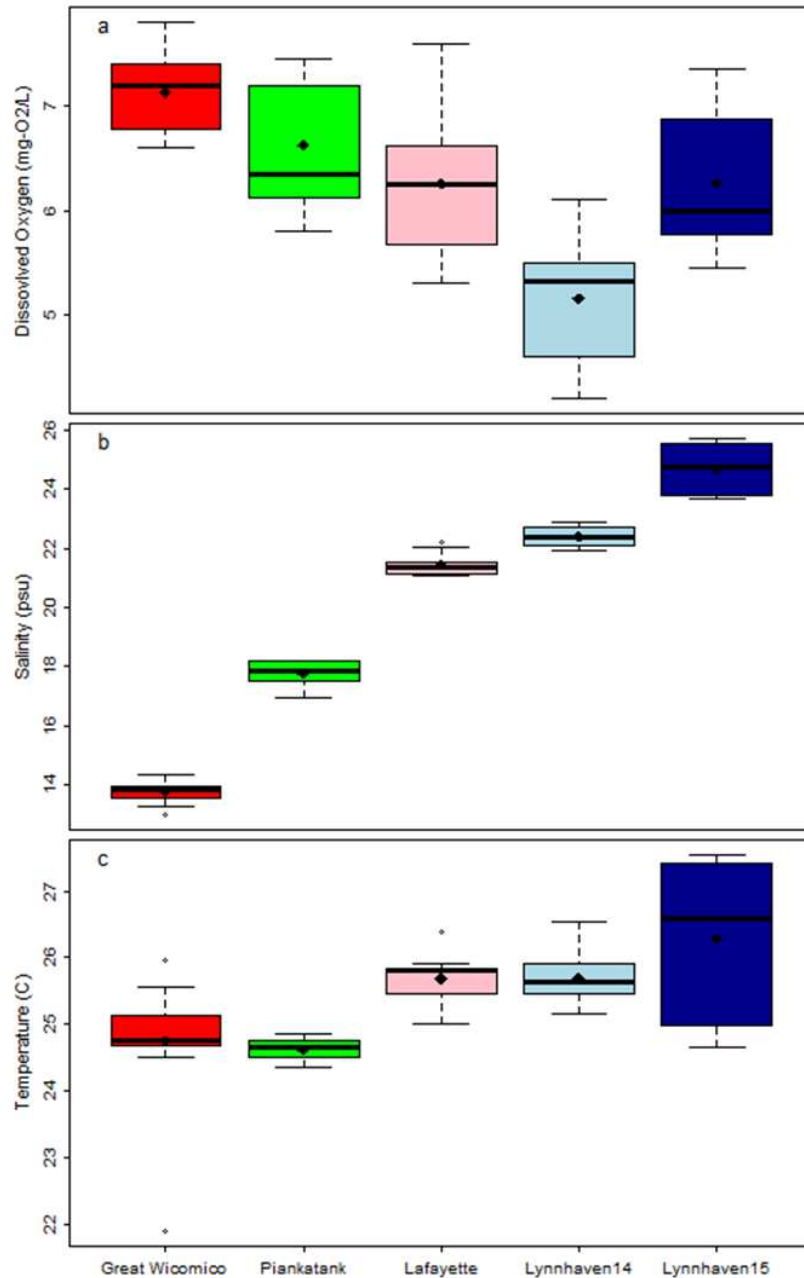 a
Dissovlved Oxygen (mg-O2/L)
7
6
5
b
Salinity (psu)
26
24
22
20
18
16
14
c
Temperature (C)
27
26
25
24
23
22
Great Wicomico
Piankatank
Lafayette
Lynnhaven14
Lynnhaven15